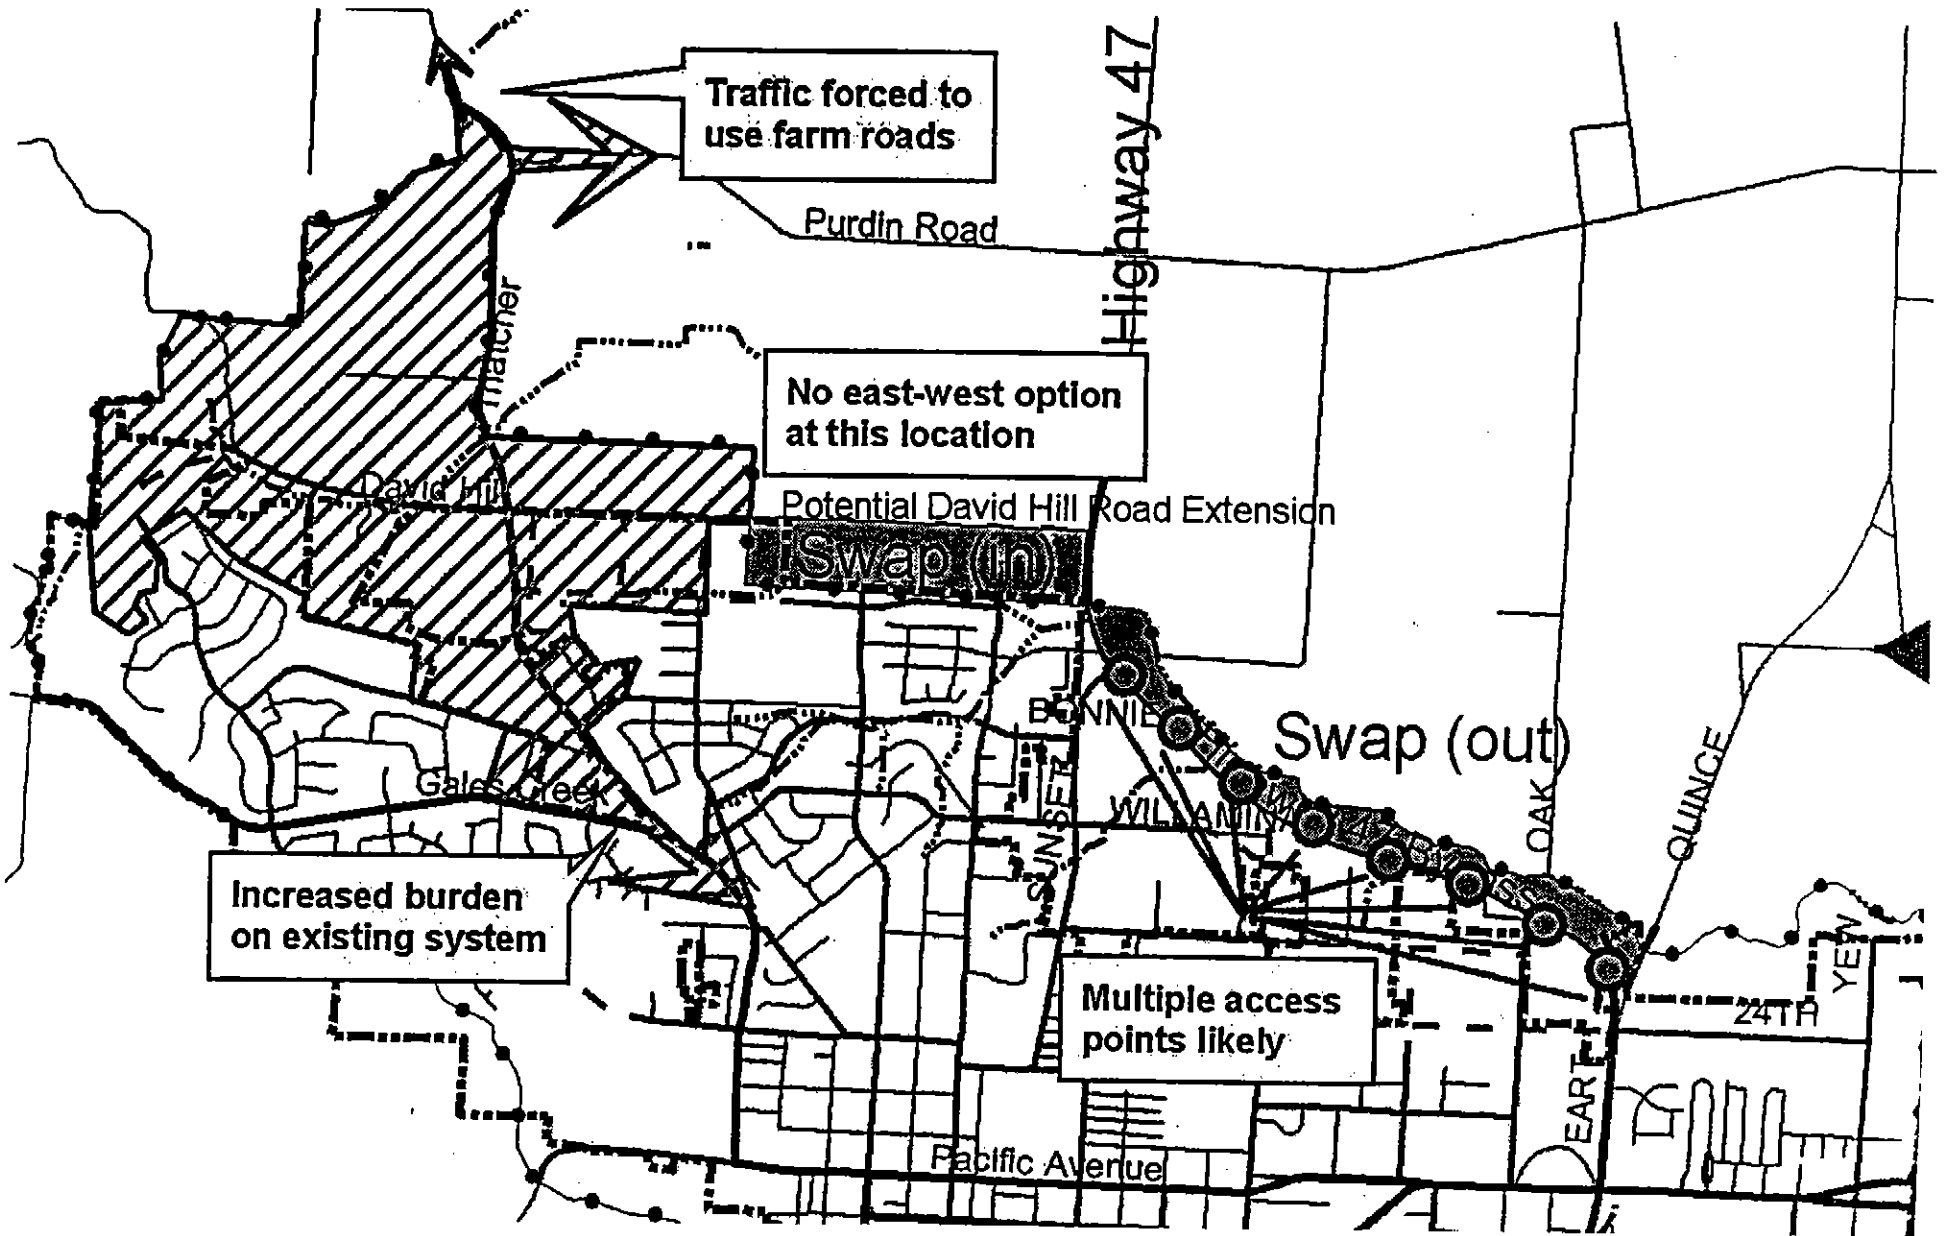 Highway 47
Traffic forced to
use farm roads
Purdin Road
Thatcher
No east-west option
at this location
David Hill
Potential David Hill Road Extension
Swap (in)
Swap (out)
BONNIE
SUNSET
Gales Creek
WILLAMINA
OAK
QUINCE
Increased burden
on existing system
YEW
Multiple access
points likely
24TH
Pacific Avenue